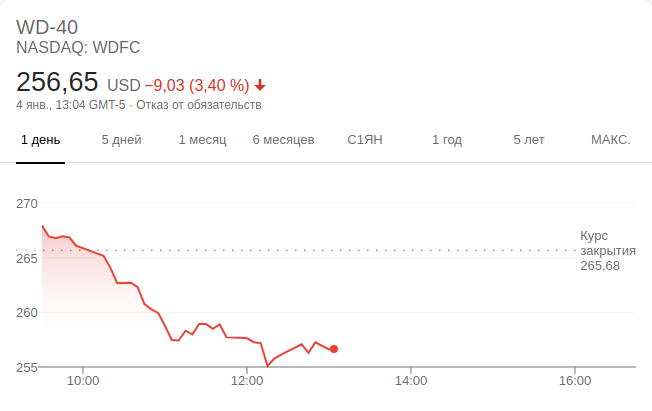 WD-40
NASDAQ: WDFC
256,65 USD −9,03 (3,40 %)
4 янв., 13:04 GMT-5 · Отказ от обязательств
1 день 5 дней 1 месяц 6 месяцев С1ЯН 1 год 5 лет МАКС.
270
Курс
закрытия
265,68
265
260
255
10:00 12:00 14:00 16:00